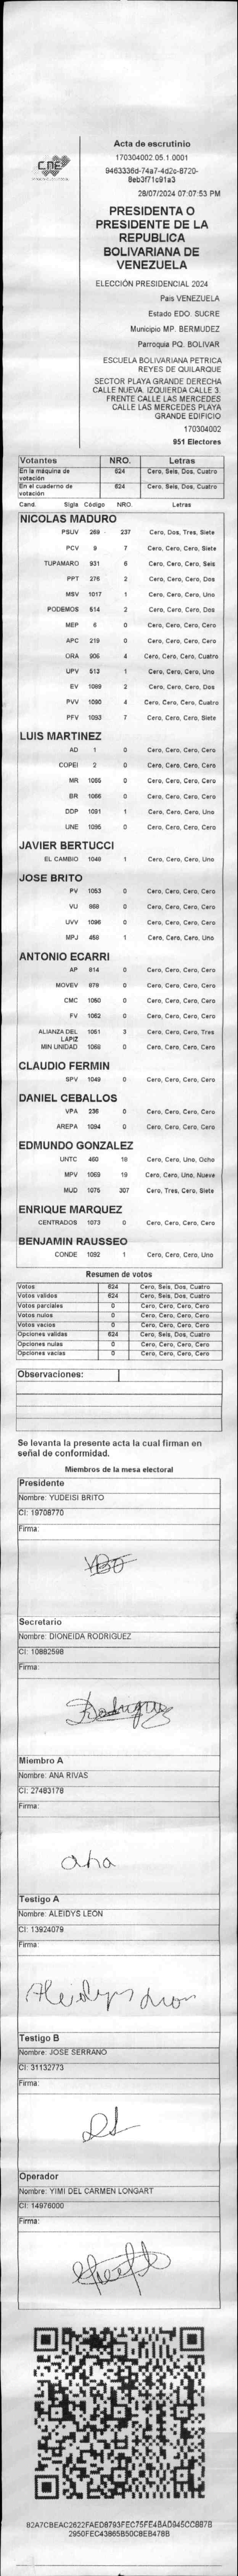 CNE
Acta de escrutinio
170304002.05.1.0001
9463336d-74a7-4d2c-8720-
8eb3f71c91a3
28/07/2024 07:07:53 PM
PRESIDENTA O
PRESIDENTE DE LA
REPUBLICA
BOLIVARIANA DE
VENEZUELA
ELECCIÓN PRESIDENCIAL 2024
Pais VENEZUELA
Estado EDO. SUCRE
Municipio MP. BERMUDEZ
Parroquia PQ. BOLIVAR
ESCUELA BOLIVARIANA PETRICA
REYES DE QUILARQUE
SECTOR PLAYA GRANDE DERECHA
CALLE NUEVA. IZQUIERDA CALLE 3.
FRENTE CALLE LAS MERCEDES
CALLE LAS MERCEDES PLAYA
GRANDE EDIFICIO
170304002
951 Electores
Votantes NRO. Letras
En la máquina de votación 624 Cero, Seis, Dos, Cuatro
En el cuaderno de votación 624 Cero, Seis, Dos, Cuatro
Cand. Sigla Código NRO. Letras
NICOLAS MADURO
PSUV 269 237 Cero, Dos, Tres, Siete
PCV 9 7 Cero, Cero, Cero, Siete
TUPAMARO 931 6 Cero, Cero, Cero, Seis
PPT 276 2 Cero, Cero, Cero, Dos
MSV 1017 1 Cero, Cero, Cero, Uno
PODEMOS 514 2 Cero, Cero, Cero, Dos
MEP 6 0 Cero, Cero, Cero, Cero
APC 219 0 Cero, Cero, Cero, Cero
ORA 906 4 Cero, Cero, Cero, Cuatro
UPV 513 1 Cero, Cero, Cero, Uno
EV 1089 2 Cero, Cero, Cero, Dos
PVV 1090 4 Cero, Cero, Cero, Cuatro
PFV 1093 7 Cero, Cero, Cero, Siete
LUIS MARTINEZ
AD 1 0 Cero, Cero, Cero, Cero
COPEI 2 0 Cero, Cero, Cero, Cero
MR 1065 0 Cero, Cero, Cero, Cero
BR 1066 0 Cero, Cero, Cero, Cero
DDP 1091 1 Cero, Cero, Cero, Uno
UNE 1095 0 Cero, Cero, Cero, Cero
JAVIER BERTUCCI
EL CAMBIO 1048 1 Cero, Cero, Cero, Uno
JOSE BRITO
PV 1053 0 Cero, Cero, Cero, Cero
VU 968 0 Cero, Cero, Cero, Cero
UVV 1096 0 Cero, Cero, Cero, Cero
MPJ 458 1 Cero, Cero, Cero, Uno
ANTONIO ECARRI
AP 814 0 Cero, Cero, Cero, Cero
MOVEV 979 0 Cero, Cero, Cero, Cero
CMC 1050 0 Cero, Cero, Cero, Cero
FV 1062 0 Cero, Cero, Cero, Cero
ALIANZA DEL LÁPIZ 1051 3 Cero, Cero, Cero, Tres
MIN UNIDAD 1068 0 Cero, Cero, Cero, Cero
CLAUDIO FERMIN
SPV 1049 0 Cero, Cero, Cero, Cero
DANIEL CEBALLOS
VPA 236 0 Cero, Cero, Cero, Cero
AREPA 1094 0 Cero, Cero, Cero, Cero
EDMUNDO GONZALEZ
UNTC 460 18 Cero, Cero, Uno, Ocho
MPV 1069 19 Cero, Cero, Uno, Nueve
MUD 1075 307 Cero, Tres, Cero, Siete
ENRIQUE MARQUEZ
CENTRADOS 1073 0 Cero, Cero, Cero, Cero
BENJAMIN RAUSSEO
CONDE 1092 1 Cero, Cero, Cero, Uno
Resumen de votos
Votos 624 Cero, Seis, Dos, Cuatro
Votos validos 624 Cero, Seis, Dos, Cuatro
Votos parciales 0 Cero, Cero, Cero, Cero
Votos nulos 0 Cero, Cero, Cero, Cero
Votos vacios 0 Cero, Cero, Cero, Cero
Opciones validas 624 Cero, Seis, Dos, Cuatro
Opciones nulas 0 Cero, Cero, Cero, Cero
Opciones vacias 0 Cero, Cero, Cero, Cero
Observaciones:
Se levanta la presente acta la cual firman en
señal de conformidad.
Miembros de la mesa electoral
Presidente
Nombre: YUDEISI BRITO
CI: 19708770
Firma:
Secretario
Nombre: DIONEIDA RODRIGUEZ
CI: 10882598
Firma:
Rodriguez
Miembro A
Nombre: ANA RIVAS
CI: 27483178
Firma:
ana
Testigo A
Nombre: ALEIDYS LEON
CI: 13924079
Firma:
Aleidys Leon
Testigo B
Nombre: JOSE SERRANO
CI: 31132773
Firma:
Operador
Nombre: YIMI DEL CARMEN LONGART
CI: 14976000
Firma:
82A7CBEAC2622FAED8793FEC75FE4BAD945CCB87B
2950FEC43865B50C8EB478B